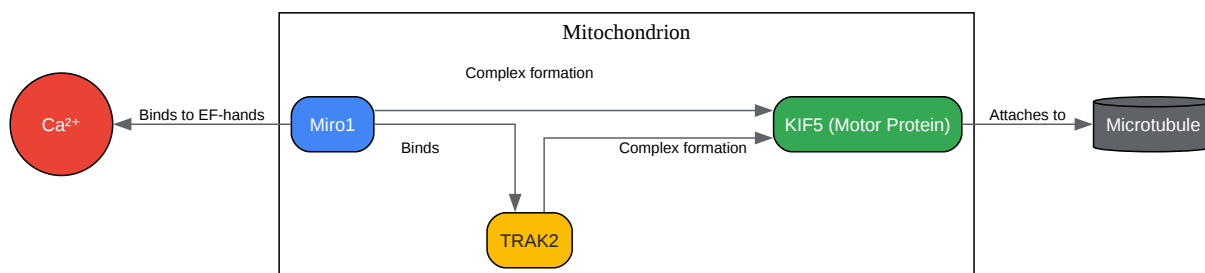 Mitochondrion
Complex formation
Ca²⁺
Binds to EF-hands
Miro1
KIF5 (Motor Protein)
Attaches to
Microtubule
Binds
Complex formation
TRAK2